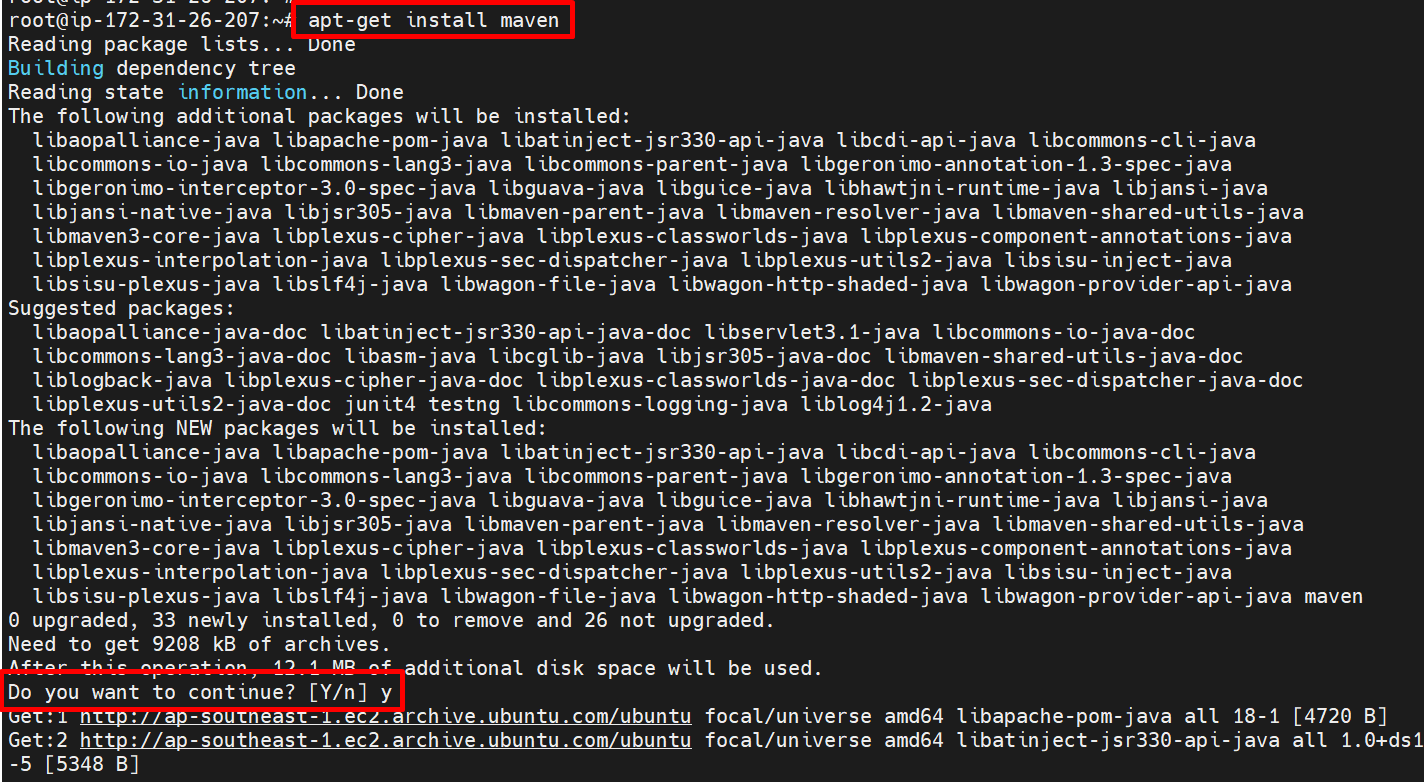 root@ip-172-31-26-207:~#
root@ip-172-31-26-207:~# apt-get install maven
Reading package lists... Done
Building dependency tree
Reading state information... Done
The following additional packages will be installed:
  libaopalliance-java libapache-pom-java libatinject-jsr330-api-java libcdi-api-java libcommons-cli-java
  libcommons-io-java libcommons-lang3-java libcommons-parent-java libgeronimo-annotation-1.3-spec-java
  libgeronimo-interceptor-3.0-spec-java libguava-java libguice-java libhawtjni-runtime-java libjansi-java
  libjansi-native-java libjsr305-java libmaven-parent-java libmaven-resolver-java libmaven-shared-utils-java
  libmaven3-core-java libplexus-cipher-java libplexus-classworlds-java libplexus-component-annotations-java
  libplexus-interpolation-java libplexus-sec-dispatcher-java libplexus-utils2-java libsisu-inject-java
  libsisu-plexus-java libslf4j-java libwagon-file-java libwagon-http-shaded-java libwagon-provider-api-java
Suggested packages:
  libaopalliance-java-doc libatinject-jsr330-api-java-doc libservlet3.1-java libcommons-io-java-doc
  libcommons-lang3-java-doc libasm-java libcglib-java libjsr305-java-doc libmaven-shared-utils-java-doc
  liblogback-java libplexus-cipher-java-doc libplexus-classworlds-java-doc libplexus-sec-dispatcher-java-doc
  libplexus-utils2-java-doc junit4 testng libcommons-logging-java liblog4j1.2-java
The following NEW packages will be installed:
  libaopalliance-java libapache-pom-java libatinject-jsr330-api-java libcdi-api-java libcommons-cli-java
  libcommons-io-java libcommons-lang3-java libcommons-parent-java libgeronimo-annotation-1.3-spec-java
  libgeronimo-interceptor-3.0-spec-java libguava-java libguice-java libhawtjni-runtime-java libjansi-java
  libjansi-native-java libjsr305-java libmaven-parent-java libmaven-resolver-java libmaven-shared-utils-java
  libmaven3-core-java libplexus-cipher-java libplexus-classworlds-java libplexus-component-annotations-java
  libplexus-interpolation-java libplexus-sec-dispatcher-java libplexus-utils2-java libsisu-inject-java
  libsisu-plexus-java libslf4j-java libwagon-file-java libwagon-http-shaded-java libwagon-provider-api-java maven
0 upgraded, 33 newly installed, 0 to remove and 26 not upgraded.
Need to get 9208 kB of archives.
After this operation, 12.1 MB of additional disk space will be used.
Do you want to continue? [Y/n] y
Get:1 http://ap-southeast-1.ec2.archive.ubuntu.com/ubuntu focal/universe amd64 libapache-pom-java all 18-1 [4720 B]
Get:2 http://ap-southeast-1.ec2.archive.ubuntu.com/ubuntu focal/universe amd64 libatinject-jsr330-api-java all 1.0+ds1
-5 [5348 B]